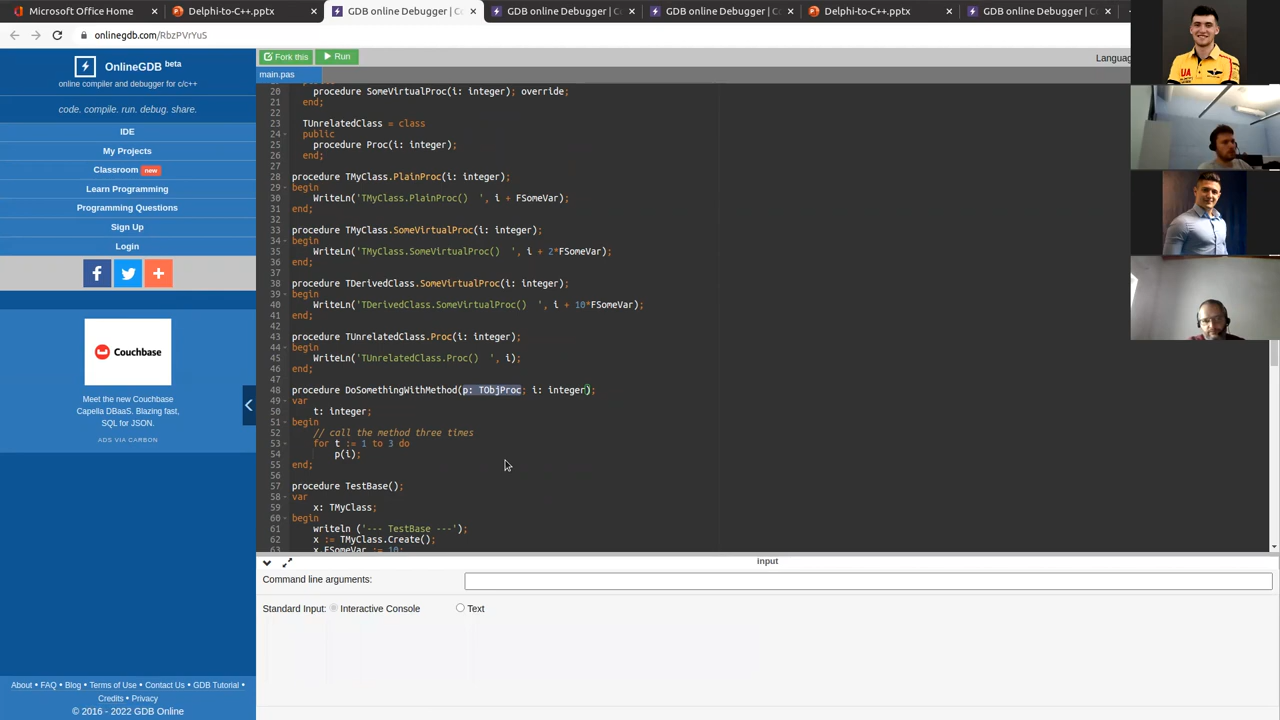 Microsoft Office Home
Delphi-to-C++.pptx
GDB online Debugger | C
GDB online Debugger | Co
GDB online Debugger | Co
Delphi-to-C++.pptx
GDB online Debugger | Co
onlinegdb.com/RbzPVrYuS
OnlineGDB beta
online compiler and debugger for c/c++
code. compile. run. debug. share.
IDE
My Projects
Classroom new
Learn Programming
Programming Questions
Sign Up
Login
Couchbase
Meet the new Couchbase
Capella DBaaS. Blazing fast,
SQL for JSON.
ADS VIA CARBON
About • FAQ • Blog • Terms of Use • Contact Us • GDB Tutorial •
Credits • Privacy
© 2016 - 2022 GDB Online
Fork this
Run
Languag
main.pas
20 procedure SomeVirtualProc(i: integer); override;
21 end;
22
23 TUnrelatedClass = class
24 public
25 procedure Proc(i: integer);
26 end;
27
28 procedure TMyClass.PlainProc(i: integer);
29 begin
30 WriteLn('TMyClass.PlainProc()  ', i + FSomeVar);
31 end;
32
33 procedure TMyClass.SomeVirtualProc(i: integer);
34 begin
35 WriteLn('TMyClass.SomeVirtualProc()  ', i + 2*FSomeVar);
36 end;
37
38 procedure TDerivedClass.SomeVirtualProc(i: integer);
39 begin
40 WriteLn('TDerivedClass.SomeVirtualProc()  ', i + 10*FSomeVar);
41 end;
42
43 procedure TUnrelatedClass.Proc(i: integer);
44 begin
45 WriteLn('TUnrelatedClass.Proc()  ', i);
46 end;
47
48 procedure DoSomethingWithMethod(p: TObjProc; i: integer);
49 var
50 t: integer;
51 begin
52 // call the method three times
53 for t := 1 to 3 do
54 p(i);
55 end;
56
57 procedure TestBase();
58 var
59 x: TMyClass;
60 begin
61 writeln ('--- TestBase ---');
62 x := TMyClass.Create();
63 x.FSomeVar := 10;
input
Command line arguments:
Standard Input: Interactive Console Text
UA